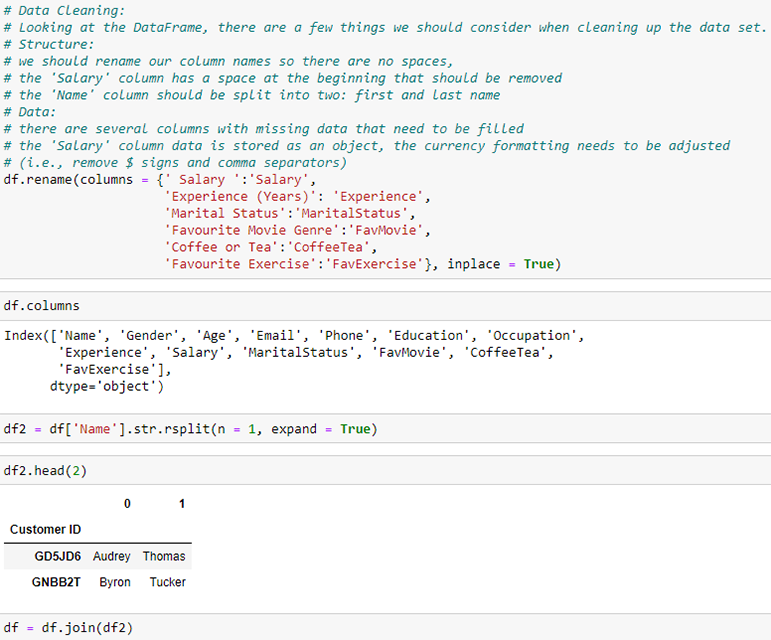 # Data Cleaning:
# Looking at the DataFrame, there are a few things we should consider when cleaning up the data set.
# Structure:
# we should rename our column names so there are no spaces,
# the 'Salary' column has a space at the beginning that should be removed
# the 'Name' column should be split into two: first and last name
# Data:
# there are several columns with missing data that need to be filled
# the 'Salary' column data is stored as an object, the currency formatting needs to be adjusted
# (i.e., remove $ signs and comma separators)
df.rename(columns = {' Salary ':'Salary',
'Experience (Years)': 'Experience',
'Marital Status':'MaritalStatus',
'Favourite Movie Genre':'FavMovie',
'Coffee or Tea':'CoffeeTea',
'Favourite Exercise':'FavExercise'}, inplace = True)
df.columns
Index(['Name', 'Gender', 'Age', 'Email', 'Phone', 'Education', 'Occupation',
'Experience', 'Salary', 'MaritalStatus', 'FavMovie', 'CoffeeTea',
'FavExercise'],
dtype='object')
df2 = df['Name'].str.rsplit(n = 1, expand = True)
df2.head(2)
0 1
Customer ID
GD5JD6 Audrey Thomas
GNBB2T Byron Tucker
df = df.join(df2)